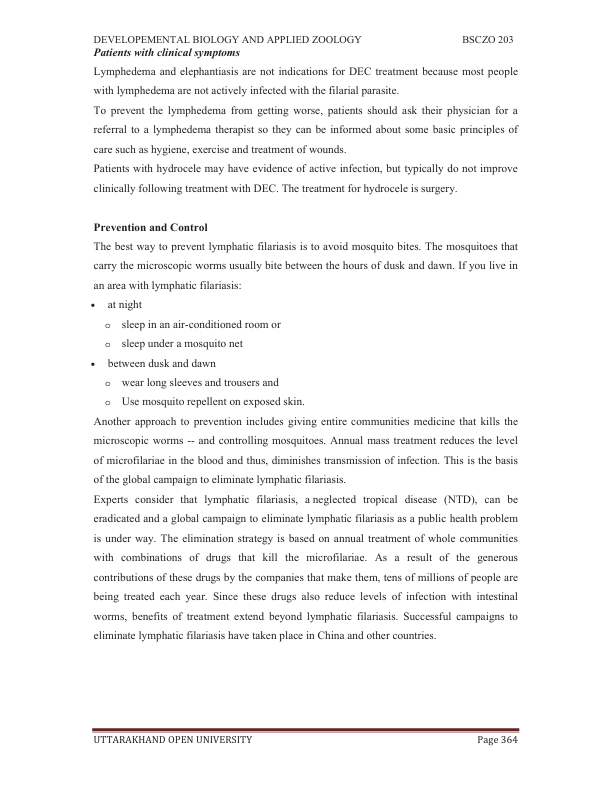 DEVELOPEMENTAL BIOLOGY AND APPLIED ZOOLOGY BSCZO 203
Patients with clinical symptoms
Lymphedema and elephantiasis are not indications for DEC treatment because most people
with lymphedema are not actively infected with the filarial parasite.
To prevent the lymphedema from getting worse, patients should ask their physician for a
referral to a lymphedema therapist so they can be informed about some basic principles of
care such as hygiene, exercise and treatment of wounds.
Patients with hydrocele may have evidence of active infection, but typically do not improve
clinically following treatment with DEC. The treatment for hydrocele is surgery.
Prevention and Control
The best way to prevent lymphatic filariasis is to avoid mosquito bites. The mosquitoes that
carry the microscopic worms usually bite between the hours of dusk and dawn. If you live in
an area with lymphatic filariasis:
• at night
o sleep in an air-conditioned room or
o sleep under a mosquito net
• between dusk and dawn
o wear long sleeves and trousers and
o Use mosquito repellent on exposed skin.
Another approach to prevention includes giving entire communities medicine that kills the
microscopic worms -- and controlling mosquitoes. Annual mass treatment reduces the level
of microfilariae in the blood and thus, diminishes transmission of infection. This is the basis
of the global campaign to eliminate lymphatic filariasis.
Experts consider that lymphatic filariasis, a neglected tropical disease (NTD), can be
eradicated and a global campaign to eliminate lymphatic filariasis as a public health problem
is under way. The elimination strategy is based on annual treatment of whole communities
with combinations of drugs that kill the microfilariae. As a result of the generous
contributions of these drugs by the companies that make them, tens of millions of people are
being treated each year. Since these drugs also reduce levels of infection with intestinal
worms, benefits of treatment extend beyond lymphatic filariasis. Successful campaigns to
eliminate lymphatic filariasis have taken place in China and other countries.
UTTARAKHAND OPEN UNIVERSITY Page 364